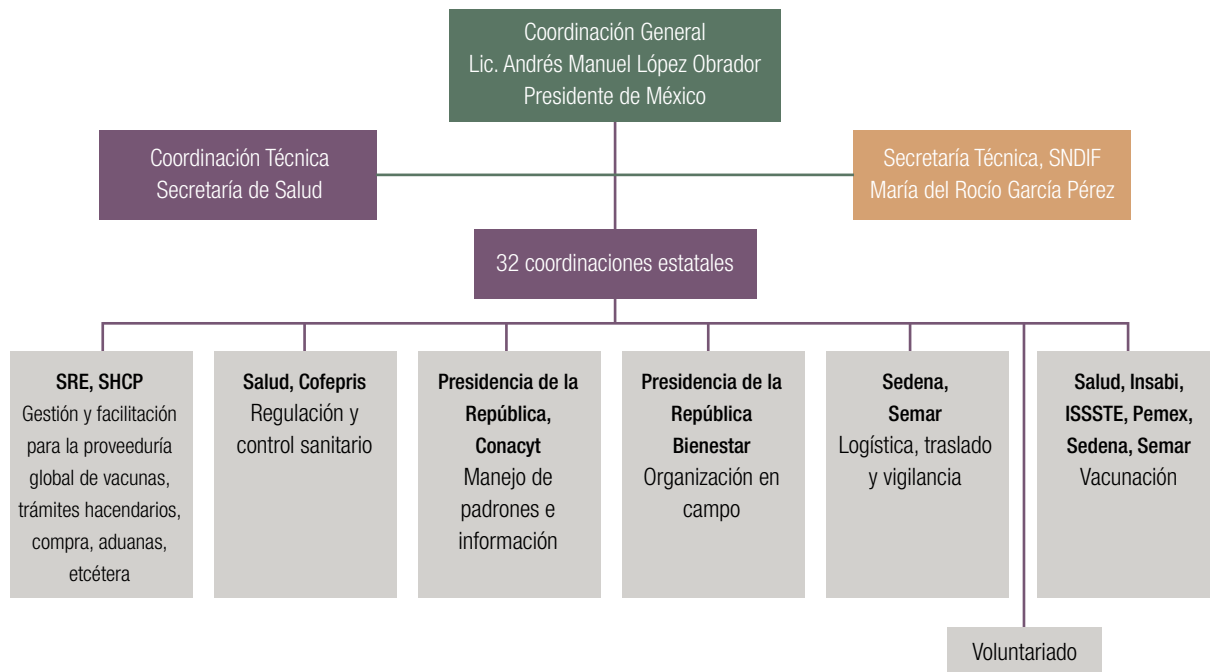 Coordinación General
Lic. Andrés Manuel López Obrador
Presidente de México
Coordinación Técnica
Secretaría de Salud
Secretaría Técnica, SNDIF
María del Rocío García Pérez
32 coordinaciones estatales
SRE, SHCP
Gestión y facilitación
para la proveeduría
global de vacunas,
trámites hacendarios,
compra, aduanas,
etcétera
Salud, Cofepris
Regulación y
control sanitario
Presidencia de la
República,
Conacyt
Manejo de
padrones e
información
Presidencia de la
República
Bienestar
Organización en
campo
Sedena,
Semar
Logística, traslado
y vigilancia
Salud, Insabi,
ISSSTE, Pemex,
Sedena, Semar
Vacunación
Voluntariado